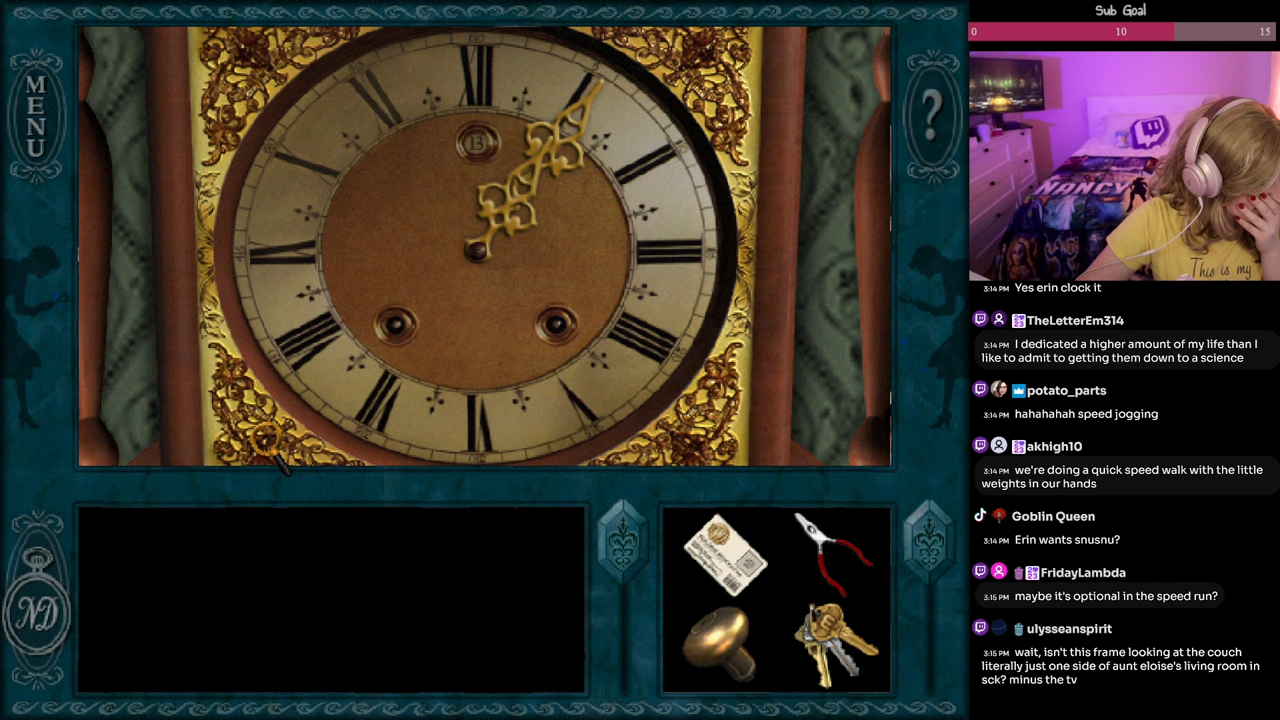 Sub Goal
0 10 15
MENU
?
13
ND
NANCY
This is my
3:14 PM Yes erin clock it
TheLetterEm314
3:14 PM I dedicated a higher amount of my life than I
like to admit to getting them down to a science
potato_parts
3:14 PM hahahahah speed jogging
akhigh10
3:14 PM we're doing a quick speed walk with the little
weights in our hands
Goblin Queen
3:14 PM Erin wants snusnu?
FridayLambda
3:15 PM maybe it's optional in the speed run?
ulysseanspirit
3:15 PM wait, isn't this frame looking at the couch
literally just one side of aunt eloise's living room in
sck? minus the tv